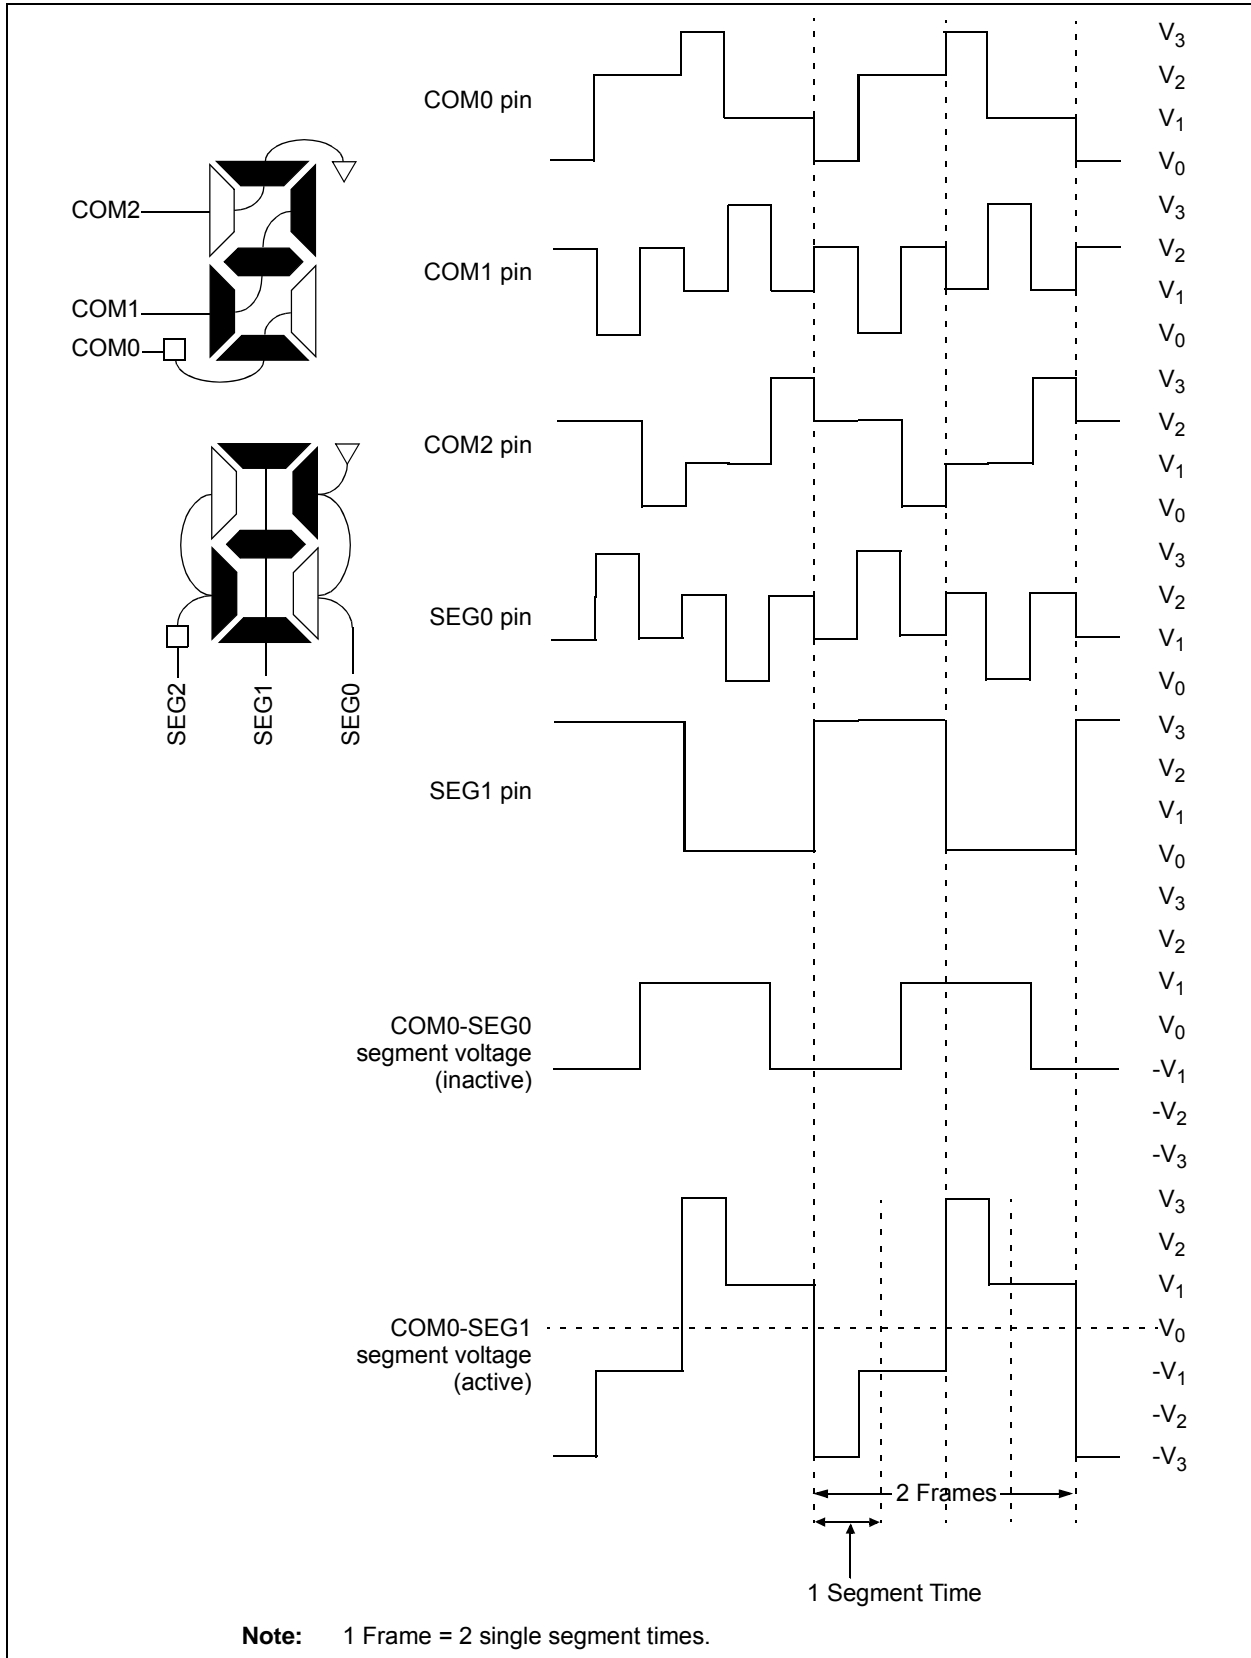 COM2
COM1
COM0
SEG2
SEG1
SEG0
COM0 pin
V3
V2
V1
V0
COM1 pin
V3
V2
V1
V0
COM2 pin
V3
V2
V1
V0
SEG0 pin
V3
V2
V1
V0
SEG1 pin
V3
V2
V1
V0
COM0-SEG0
segment voltage
(inactive)
V3
V2
V1
V0
-V1
-V2
-V3
COM0-SEG1
segment voltage
(active)
V3
V2
V1
V0
-V1
-V2
-V3
2 Frames
1 Segment Time
Note: 1 Frame = 2 single segment times.